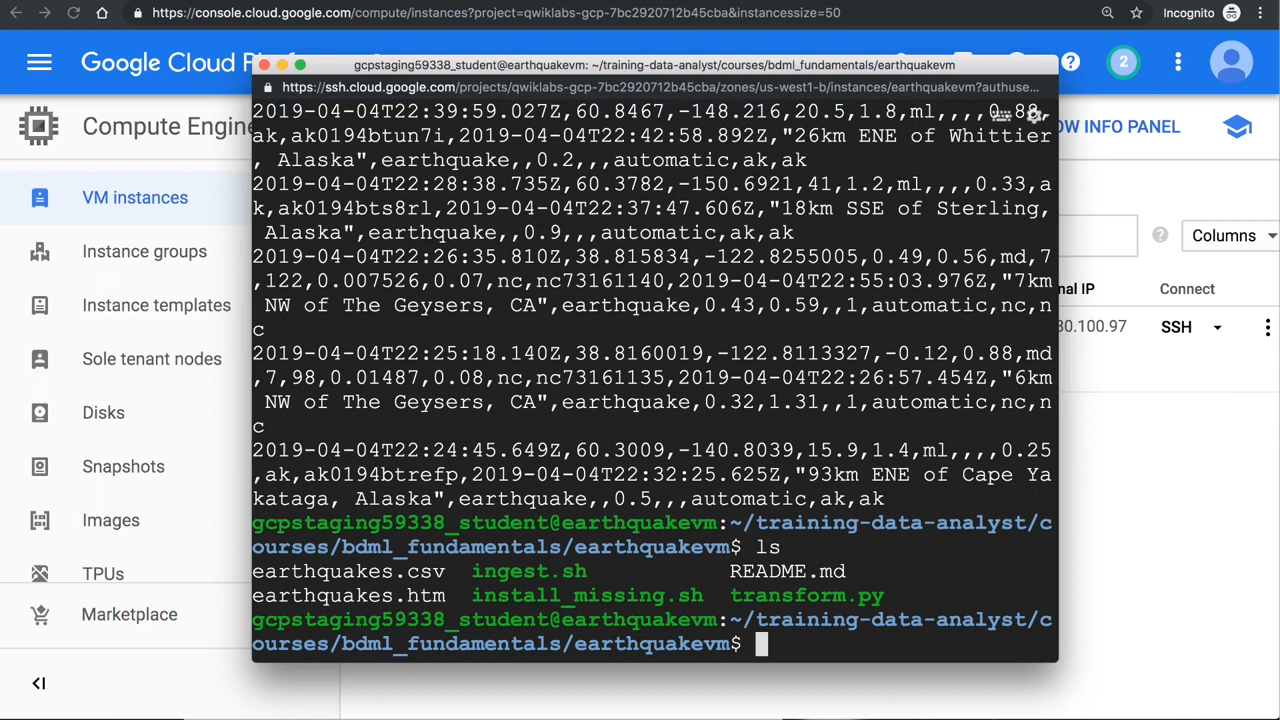 https://console.cloud.google.com/compute/instances?project=qwiklabs-gcp-7bc2920712b45cba&instancessize=50
Incognito
Google Cloud Platf
2
gcpstaging59338_student@earthquakevm: ~/training-data-analyst/courses/bdml_fundamentals/earthquakevm
https://ssh.cloud.google.com/projects/qwiklabs-gcp-7bc2920712b45cba/zones/us-west1-b/instances/earthquakevm?authuse...
Compute Engine
OW INFO PANEL
VM instances
Instance groups
Instance templates
Sole tenant nodes
Disks
Snapshots
Images
TPUs
Marketplace
Columns
nal IP
Connect
30.100.97
SSH
2019-04-04T22:39:59.027Z,60.8467,-148.216,20.5,1.8,ml,,,,0.88,
ak,ak0194btun7i,2019-04-04T22:42:58.892Z,"26km ENE of Whittier
, Alaska",earthquake,,0.2,,,automatic,ak,ak
2019-04-04T22:28:38.735Z,60.3782,-150.6921,41,1.2,ml,,,,0.33,a
k,ak0194bts8rl,2019-04-04T22:37:47.606Z,"18km SSE of Sterling,
Alaska",earthquake,,0.9,,,automatic,ak,ak
2019-04-04T22:26:35.810Z,38.815834,-122.8255005,0.49,0.56,md,7
,122,0.007526,0.07,nc,nc73161140,2019-04-04T22:55:03.976Z,"7km
NW of The Geysers, CA",earthquake,0.43,0.59,,1,automatic,nc,n
c
2019-04-04T22:25:18.140Z,38.8160019,-122.8113327,-0.12,0.88,md
,7,98,0.01487,0.08,nc,nc73161135,2019-04-04T22:26:57.454Z,"6km
NW of The Geysers, CA",earthquake,0.32,1.31,,1,automatic,nc,n
c
2019-04-04T22:24:45.649Z,60.3009,-140.8039,15.9,1.4,ml,,,,0.25
,ak,ak0194btrefp,2019-04-04T22:32:25.625Z,"93km ENE of Cape Ya
kataga, Alaska",earthquake,,0.5,,,automatic,ak,ak
gcpstaging59338_student@earthquakevm:~/training-data-analyst/c
ourses/bdml_fundamentals/earthquakevm$ ls
earthquakes.csv ingest.sh README.md
earthquakes.htm install_missing.sh transform.py
gcpstaging59338_student@earthquakevm:~/training-data-analyst/c
ourses/bdml_fundamentals/earthquakevm$